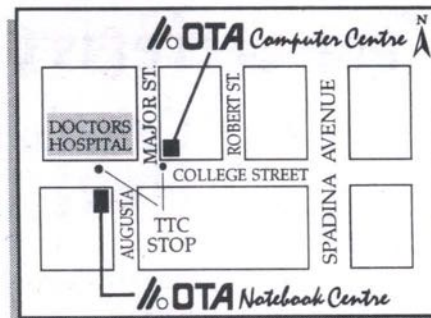 OTA Computer Centre
N
MAJOR ST.
ROBERT ST.
SPADINA AVENUE
DOCTORS
HOSPITAL
COLLEGE STREET
AUGUSTA
TTC
STOP
OTA Notebook Centre